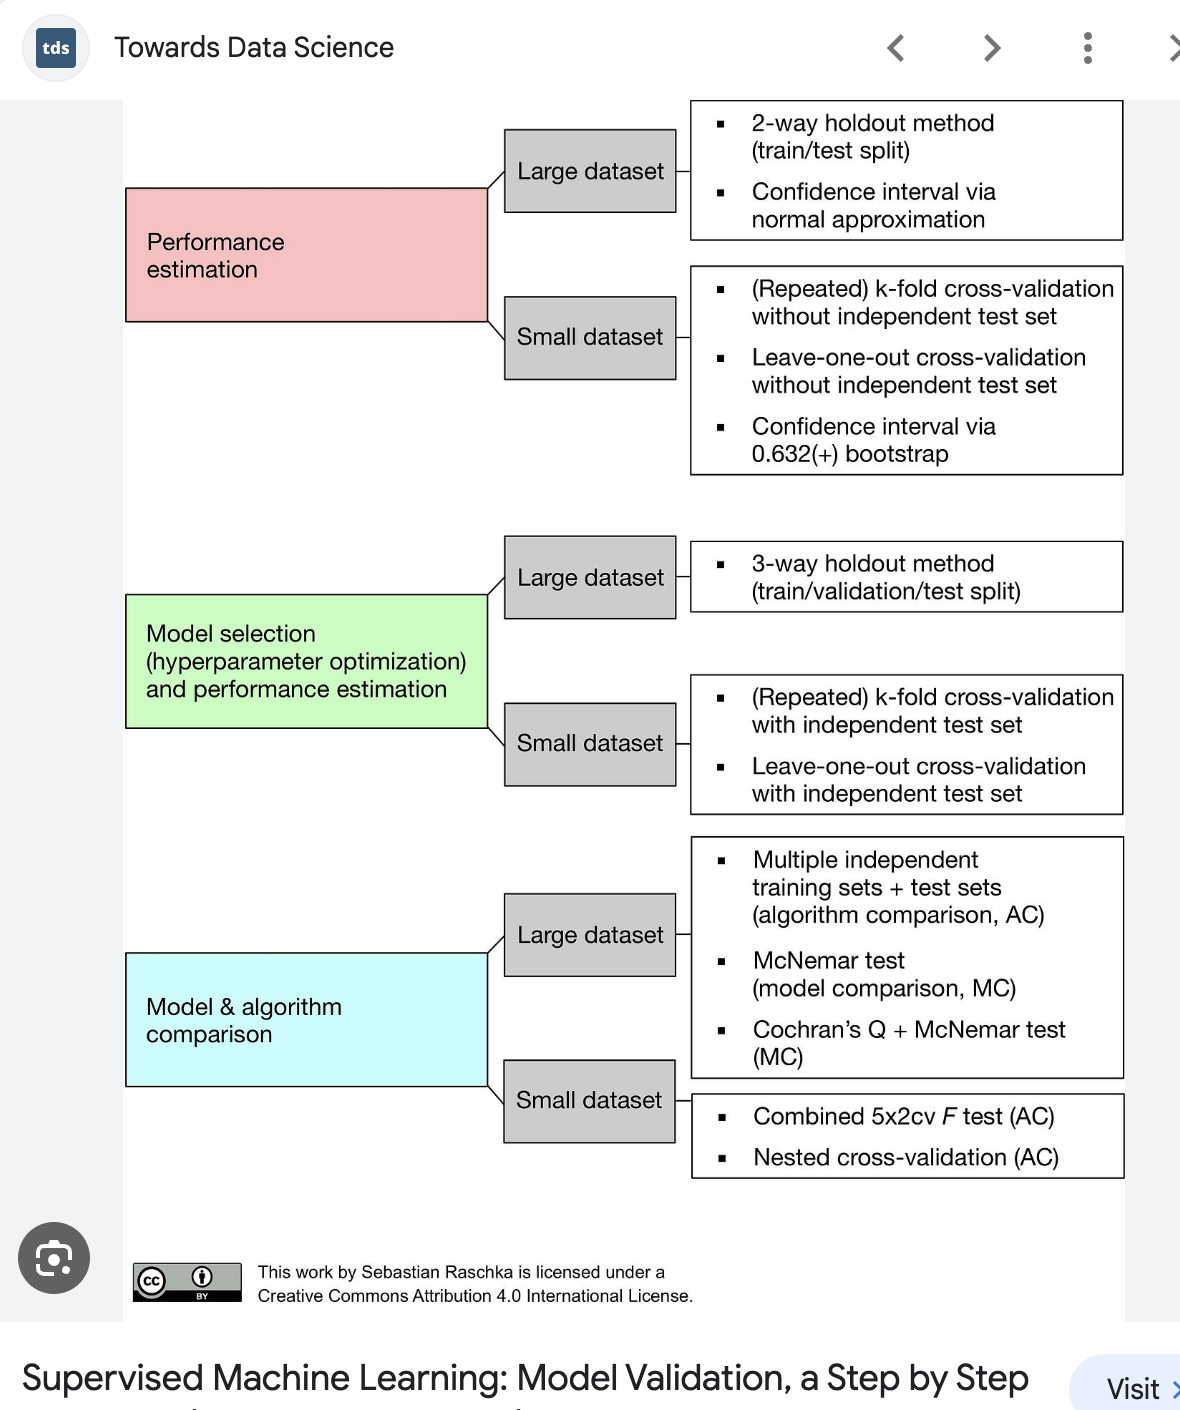 tds
Towards Data Science
Performance
estimation
Large dataset
▪ 2-way holdout method
(train/test split)
▪ Confidence interval via
normal approximation
Small dataset
▪ (Repeated) k-fold cross-validation
without independent test set
▪ Leave-one-out cross-validation
without independent test set
▪ Confidence interval via
0.632(+) bootstrap
Model selection
(hyperparameter optimization)
and performance estimation
Large dataset
▪ 3-way holdout method
(train/validation/test split)
Small dataset
▪ (Repeated) k-fold cross-validation
with independent test set
▪ Leave-one-out cross-validation
with independent test set
Model & algorithm
comparison
Large dataset
▪ Multiple independent
training sets + test sets
(algorithm comparison, AC)
▪ McNemar test
(model comparison, MC)
▪ Cochran’s Q + McNemar test
(MC)
Small dataset
▪ Combined 5x2cv F test (AC)
▪ Nested cross-validation (AC)
cc
BY
This work by Sebastian Raschka is licensed under a
Creative Commons Attribution 4.0 International License.
Supervised Machine Learning: Model Validation, a Step by Step
Visit